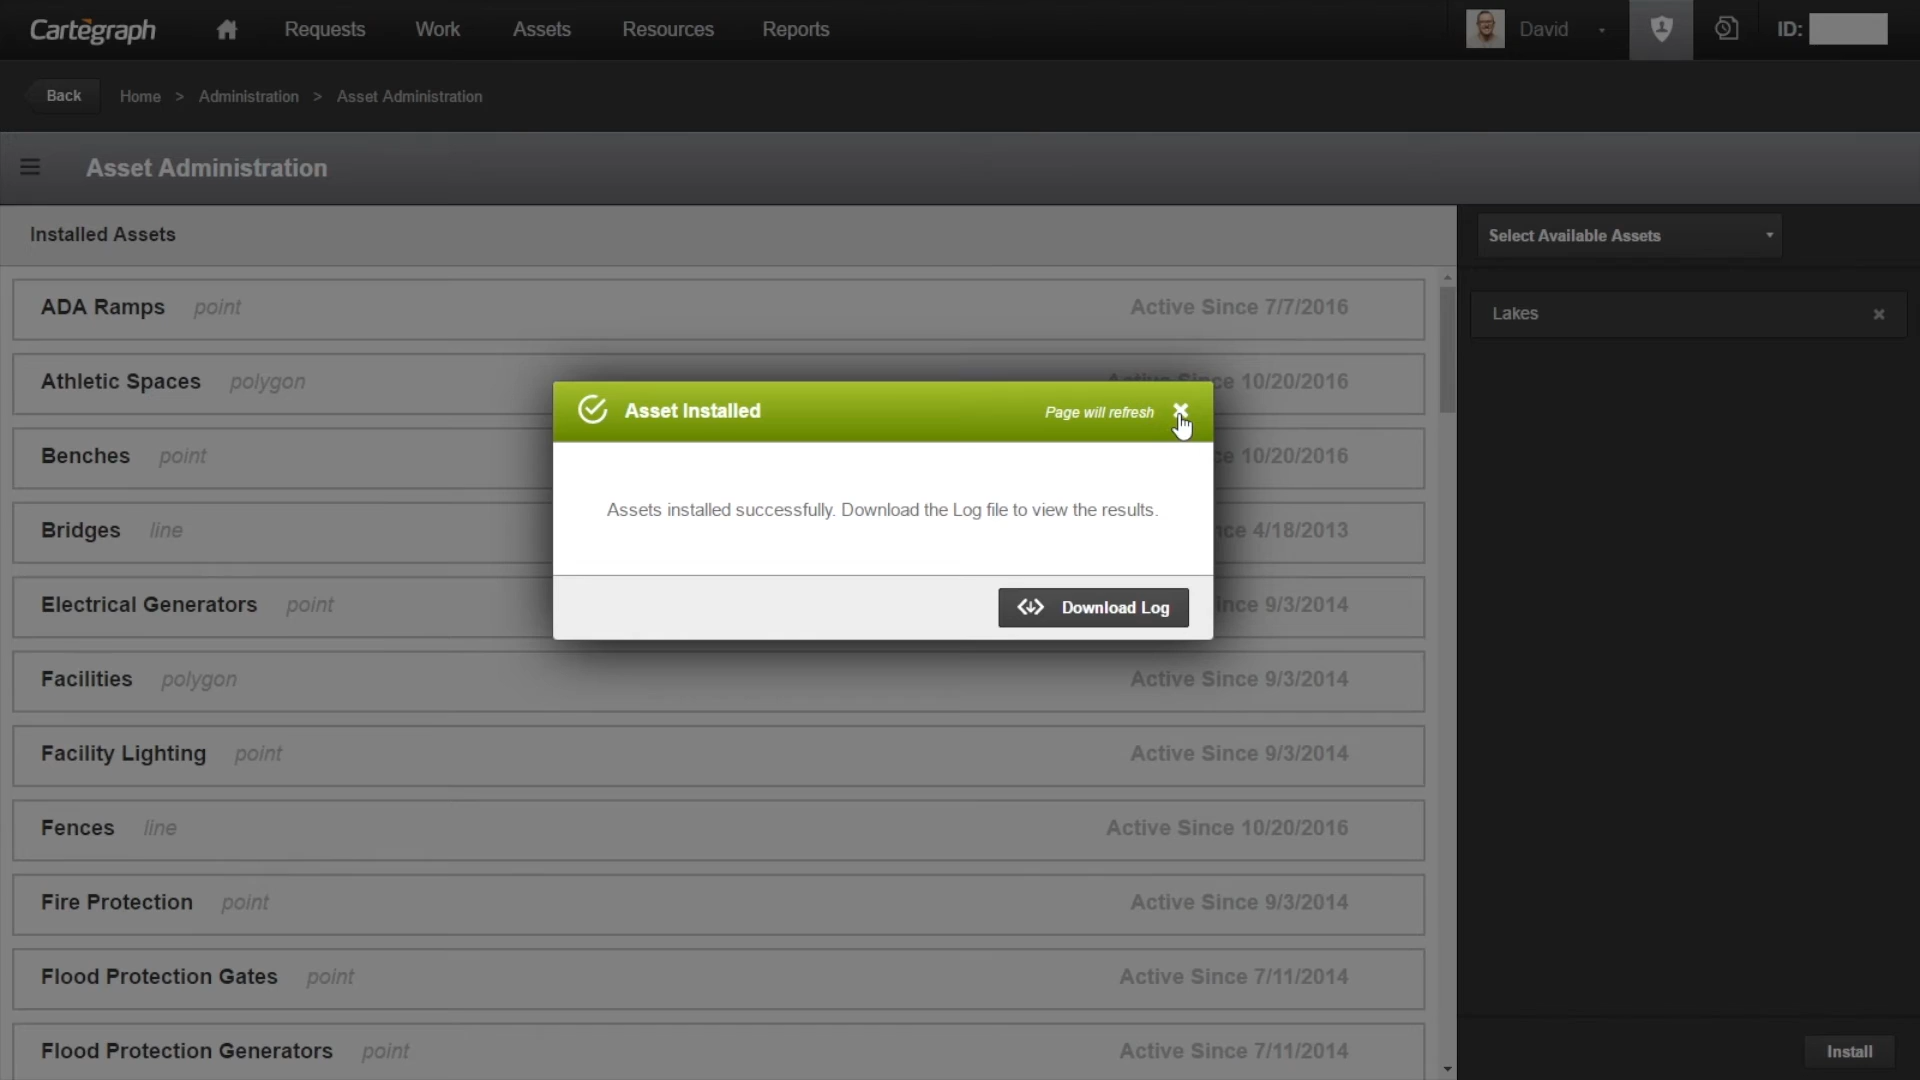 Cartegraph
Requests
Work
Assets
Resources
Reports
David
ID:
Back
Home > Administration > Asset Administration
Asset Administration
Installed Assets
Select Available Assets
Lakes
ADA Ramps point Active Since 7/7/2016
Athletic Spaces polygon Active Since 10/20/2016
Benches point ce 10/20/2016
Bridges line nce 4/18/2013
Electrical Generators point ince 9/3/2014
Facilities polygon Active Since 9/3/2014
Facility Lighting point Active Since 9/3/2014
Fences line Active Since 10/20/2016
Fire Protection point Active Since 9/3/2014
Flood Protection Gates point Active Since 7/11/2014
Flood Protection Generators point Active Since 7/11/2014
Asset Installed
Page will refresh
Assets installed successfully. Download the Log file to view the results.
Download Log
Install